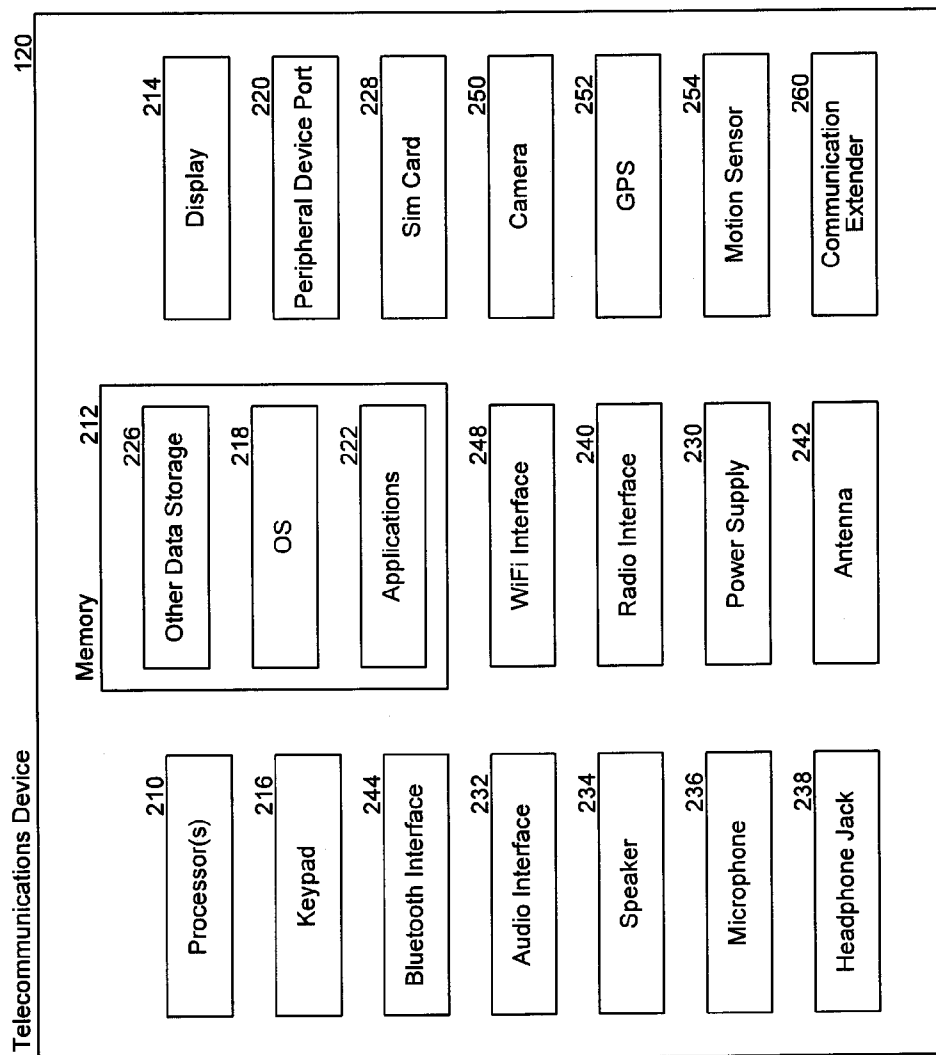 Telecommunications Device
120
210
Processor(s)
216
Keypad
244
Bluetooth Interface
232
Audio Interface
234
Speaker
236
Microphone
238
Headphone Jack
Memory
212
226
Other Data Storage
218
OS
222
Applications
248
WiFi Interface
240
Radio Interface
230
Power Supply
242
Antenna
214
Display
220
Peripheral Device Port
228
Sim Card
250
Camera
252
GPS
254
Motion Sensor
260
Communication
Extender